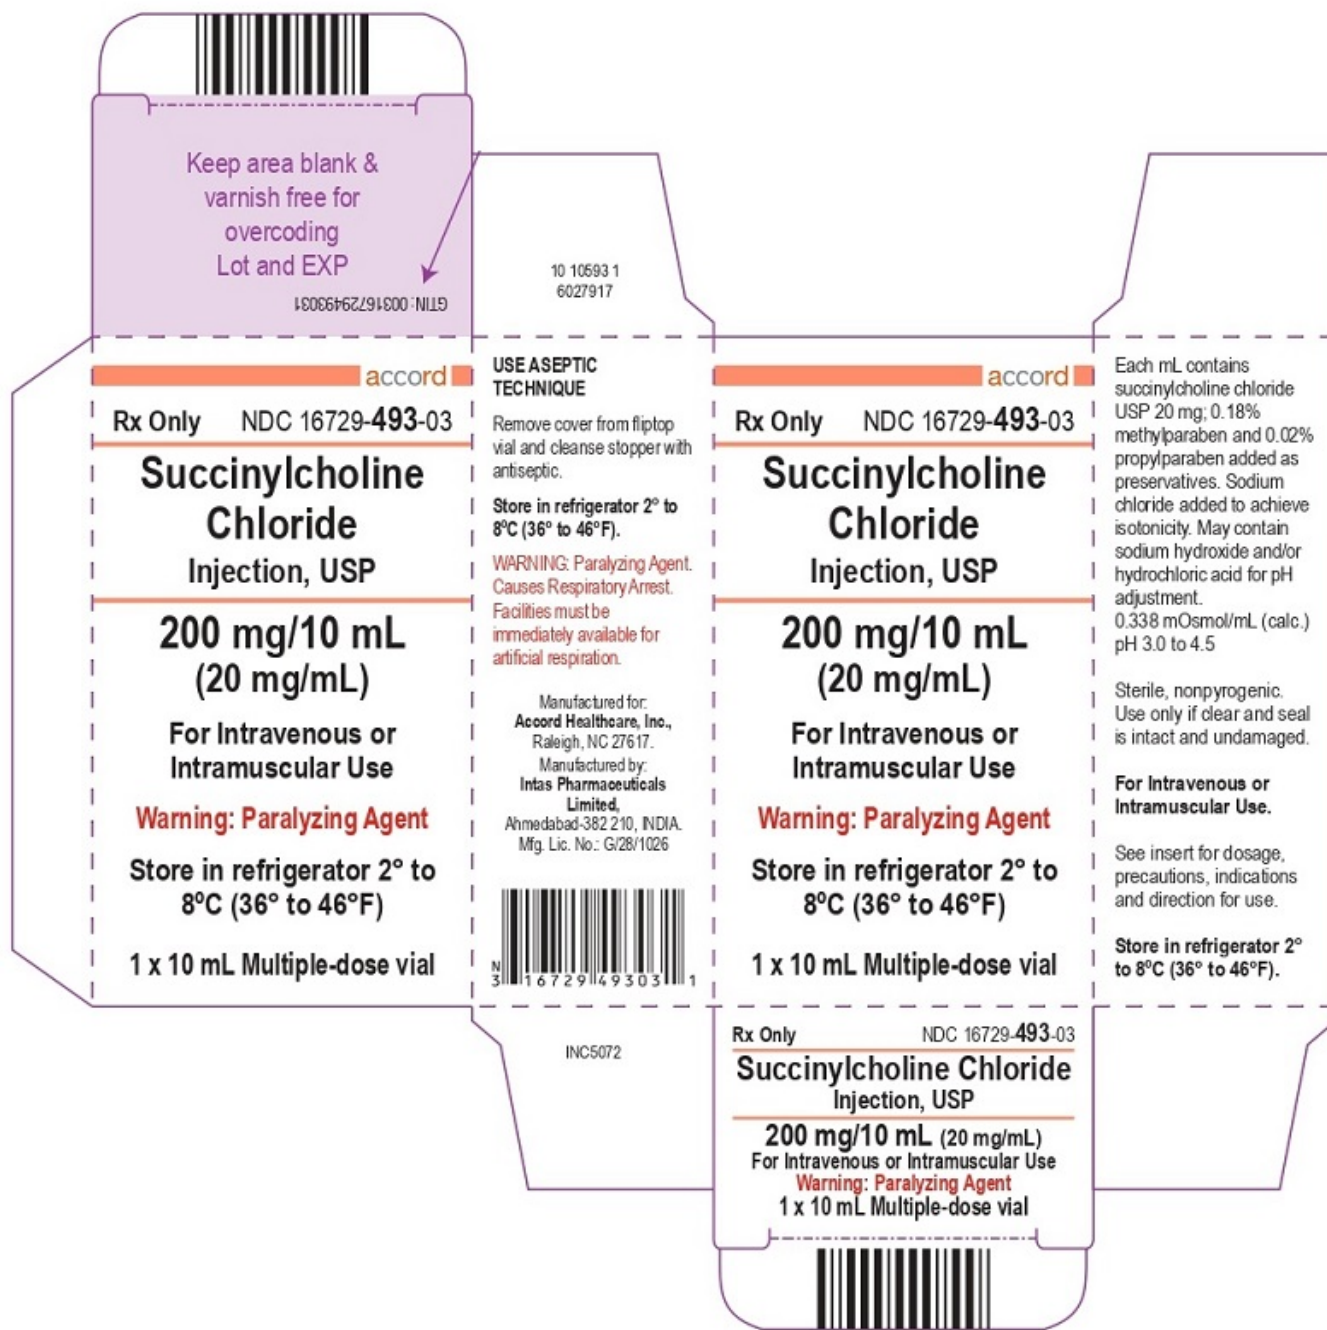 Keep area blank &
varnish free for
overcoding
Lot and EXP
GTIN: 00316729493031
10 10593 1
6027917
accord
Rx Only NDC 16729-493-03
Succinylcholine
Chloride
Injection, USP
200 mg/10 mL
(20 mg/mL)
For Intravenous or
Intramuscular Use
Warning: Paralyzing Agent
Store in refrigerator 2° to
8⁰C (36° to 46°F)
1 x 10 mL Multiple-dose vial
USE ASEPTIC
TECHNIQUE
Remove cover from fliptop
vial and cleanse stopper with
antiseptic.
Store in refrigerator 2° to
8⁰C (36° to 46°F).
WARNING: Paralyzing Agent.
Causes Respiratory Arrest.
Facilities must be
immediately available for
artificial respiration.
Manufactured for:
Accord Healthcare, Inc.,
Raleigh, NC 27617.
Manufactured by:
Intas Pharmaceuticals
Limited,
Ahmedabad-382 210, INDIA.
Mfg. Lic. No.: G/28/1026
N
3 16729 49303 1
INC5072
accord
Rx Only NDC 16729-493-03
Succinylcholine
Chloride
Injection, USP
200 mg/10 mL
(20 mg/mL)
For Intravenous or
Intramuscular Use
Warning: Paralyzing Agent
Store in refrigerator 2° to
8⁰C (36° to 46°F)
1 x 10 mL Multiple-dose vial
Rx Only NDC 16729-493-03
Succinylcholine Chloride
Injection, USP
200 mg/10 mL (20 mg/mL)
For Intravenous or Intramuscular Use
Warning: Paralyzing Agent
1 x 10 mL Multiple-dose vial
Each mL contains
succinylcholine chloride
USP 20 mg; 0.18%
methylparaben and 0.02%
propylparaben added as
preservatives. Sodium
chloride added to achieve
isotonicity. May contain
sodium hydroxide and/or
hydrochloric acid for pH
adjustment.
0.338 mOsmol/mL (calc.)
pH 3.0 to 4.5
Sterile, nonpyrogenic.
Use only if clear and seal
is intact and undamaged.
For Intravenous or
Intramuscular Use.
See insert for dosage,
precautions, indications
and direction for use.
Store in refrigerator 2°
to 8⁰C (36° to 46°F).